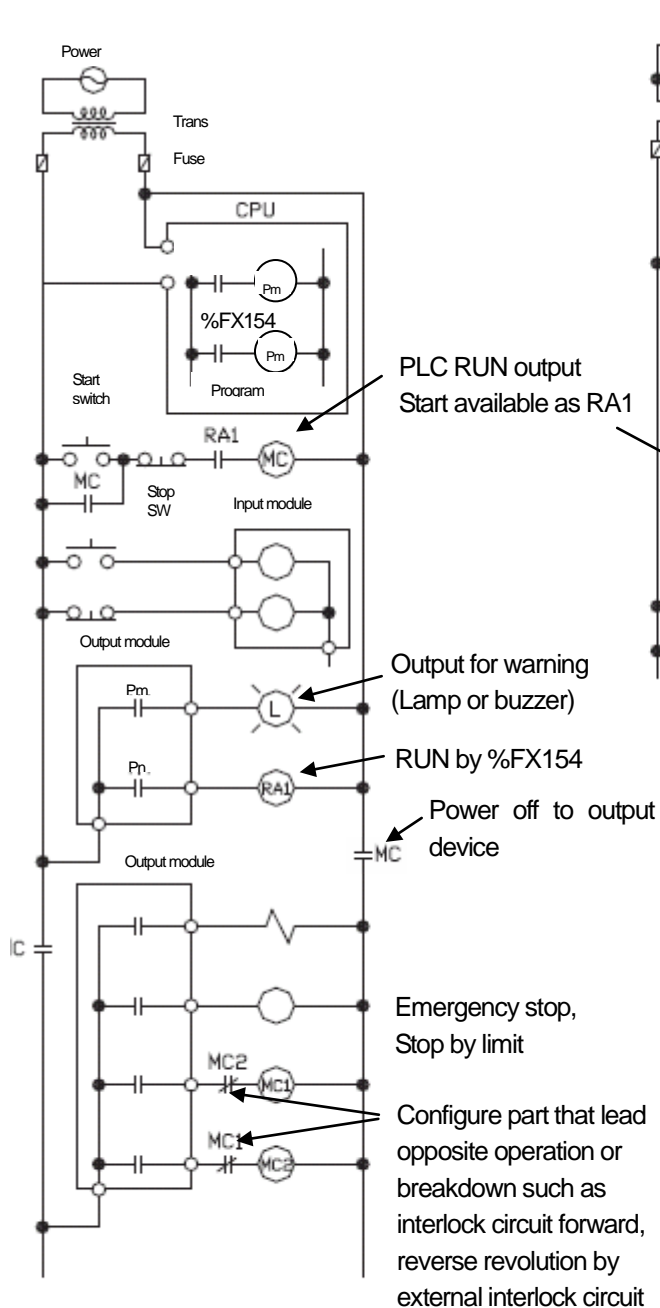 Power
Trans
Fuse
CPU
Pm
%FX154
Pm
Program
Start
switch
PLC RUN output
Start available as RA1
RA1
MC
MC
Stop
SW
Input module
Output module
Output for warning
(Lamp or buzzer)
Pm
L
RUN by %FX154
Pn
RA1
Power off to output
device
MC
Output module
Emergency stop,
Stop by limit
MC2
MC1
Configure part that lead
opposite operation or
breakdown such as
interlock circuit forward,
reverse revolution by
external interlock circuit
MC1
MC2